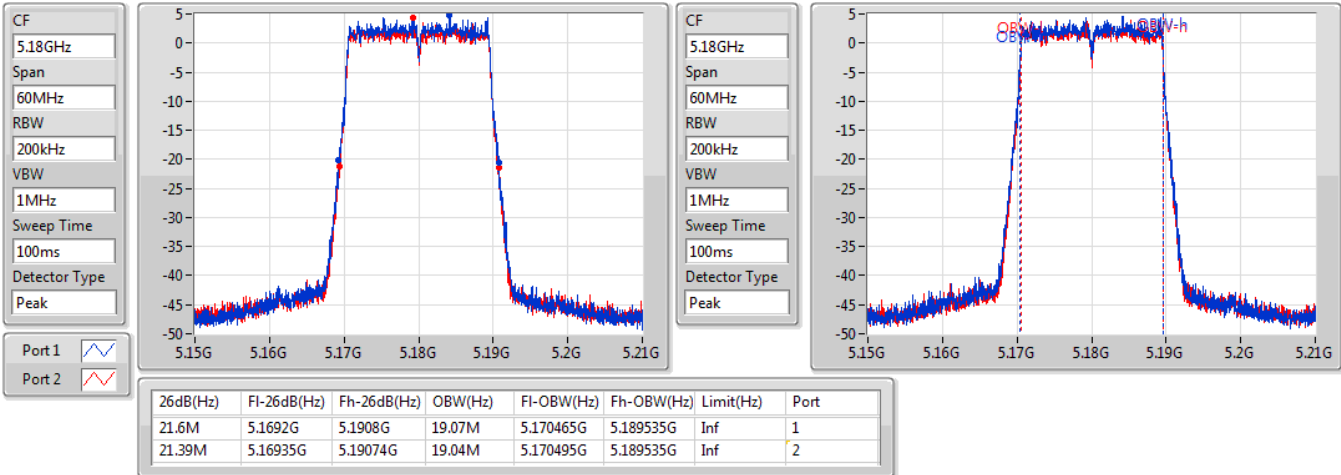 CF
5.18GHz
Span
60MHz
RBW
200kHz
VBW
1MHz
Sweep Time
100ms
Detector Type
Peak
Port 1
Port 2
5
0
-5
-10
-15
-20
-25
-30
-35
-40
-45
-50
5.15G 5.16G 5.17G 5.18G 5.19G 5.2G 5.21G
CF
5.18GHz
Span
60MHz
RBW
200kHz
VBW
1MHz
Sweep Time
100ms
Detector Type
Peak
5
0
-5
-10
-15
-20
-25
-30
-35
-40
-45
-50
OBW-h
5.15G 5.16G 5.17G 5.18G 5.19G 5.2G 5.21G
26dB(Hz) Fl-26dB(Hz) Fh-26dB(Hz) OBW(Hz) Fl-OBW(Hz) Fh-OBW(Hz) Limit(Hz) Port
21.6M 5.1692G 5.1908G 19.07M 5.170465G 5.189535G Inf 1
21.39M 5.16935G 5.19074G 19.04M 5.170495G 5.189535G Inf 2